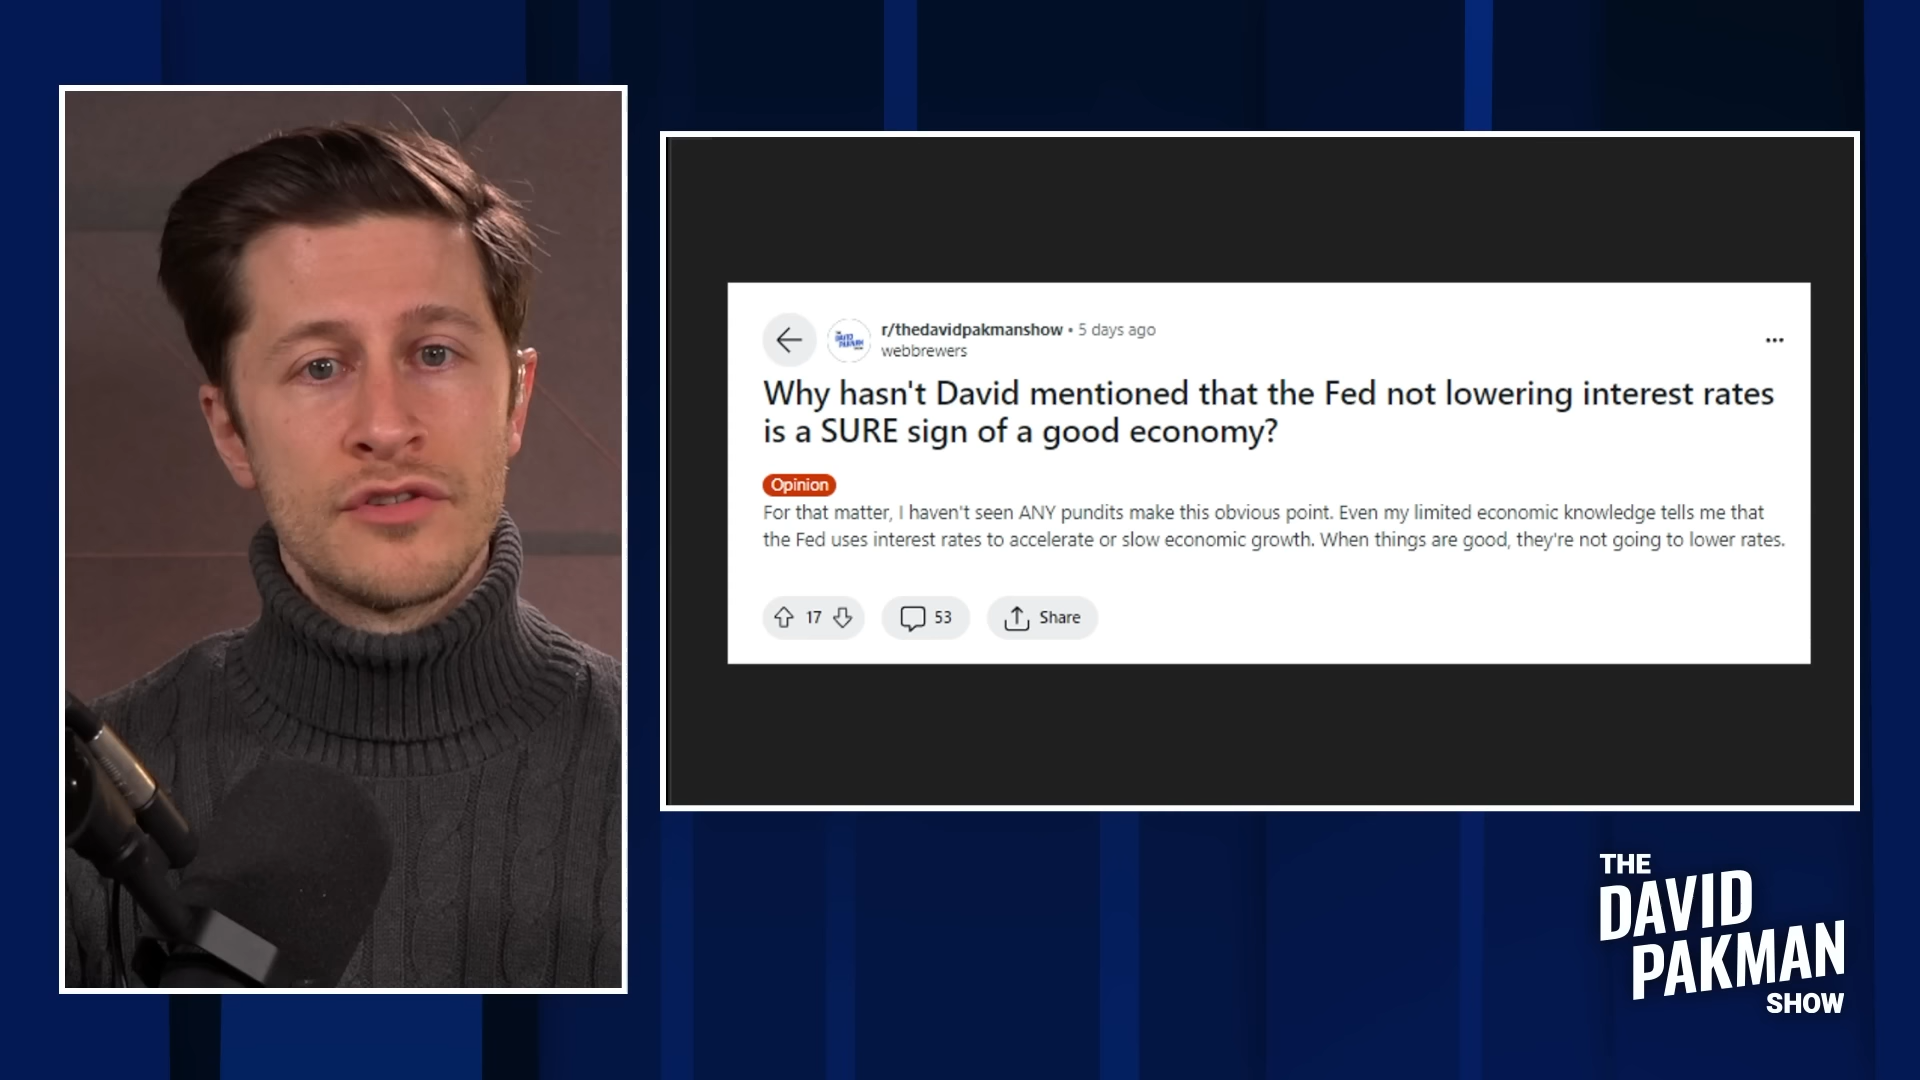 r/thedavidpakmanshow • 5 days ago
webbrewers
Why hasn't David mentioned that the Fed not lowering interest rates
is a SURE sign of a good economy?
Opinion
For that matter, I haven't seen ANY pundits make this obvious point. Even my limited economic knowledge tells me that
the Fed uses interest rates to accelerate or slow economic growth. When things are good, they're not going to lower rates.
17
53
Share
THE
DAVID
PAKMAN
SHOW